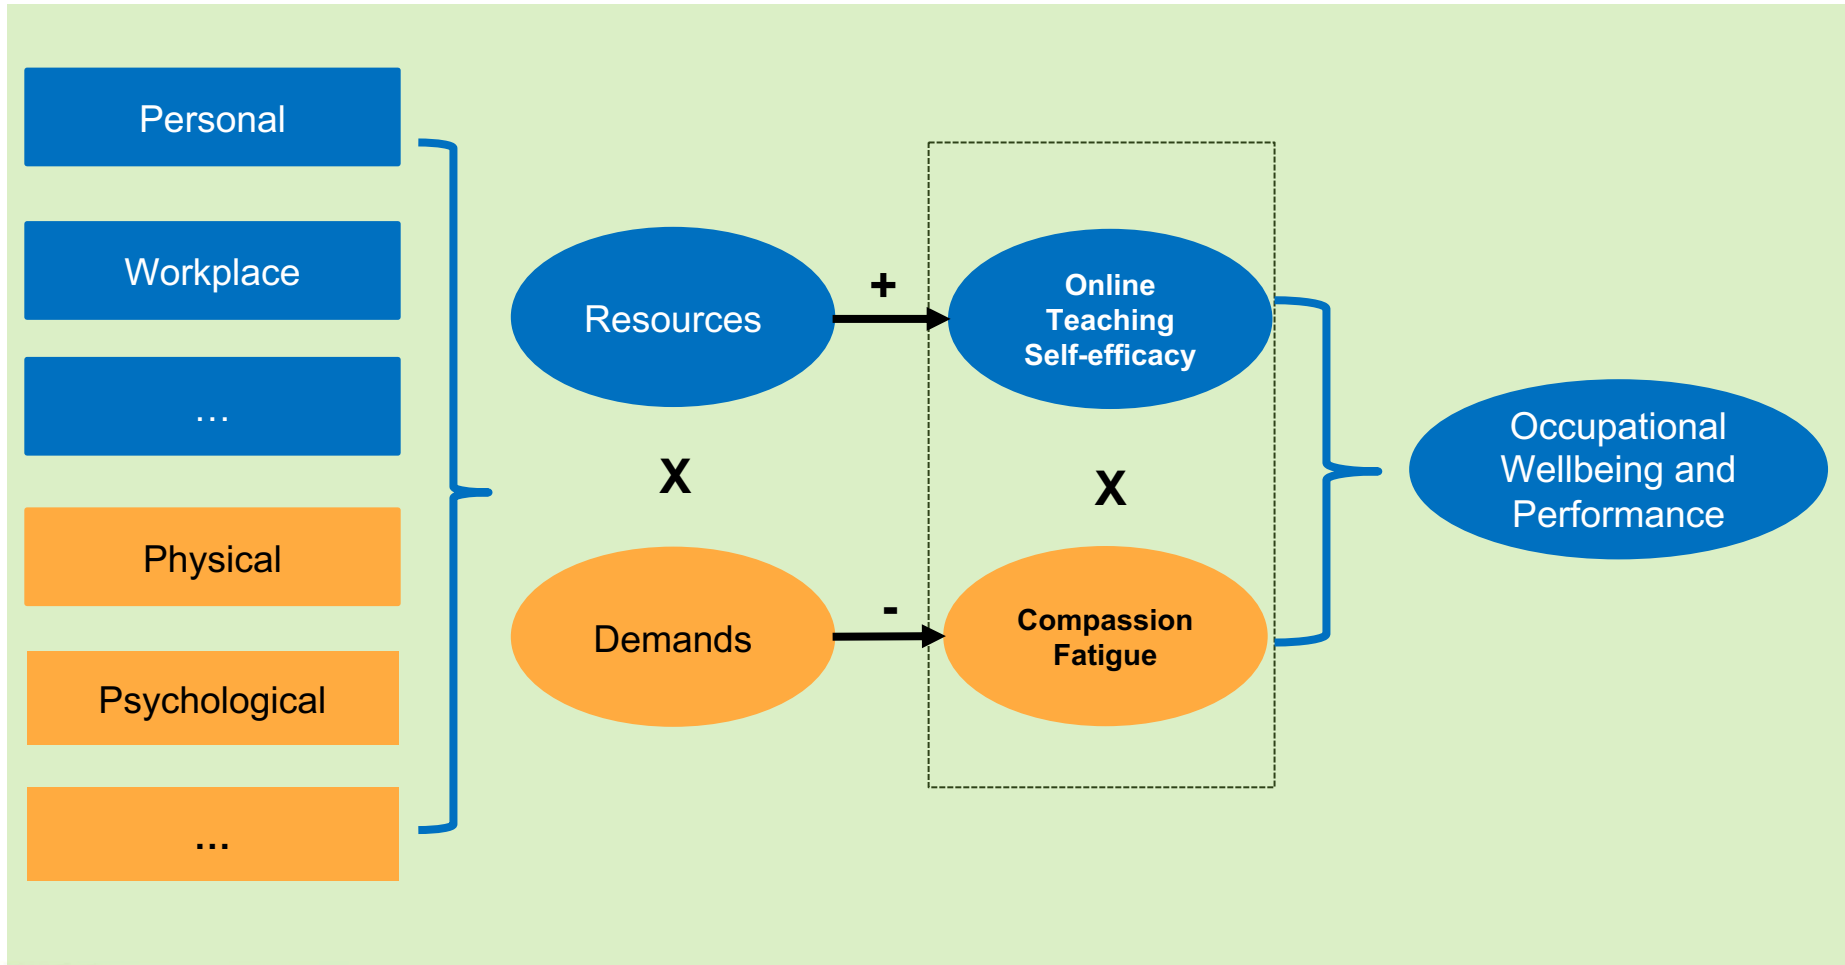 Personal
Workplace
…
Physical
Psychological
…
Resources
+
Online
Teaching
Self-efficacy
X
X
Demands
-
Compassion
Fatigue
Occupational
Wellbeing and
Performance